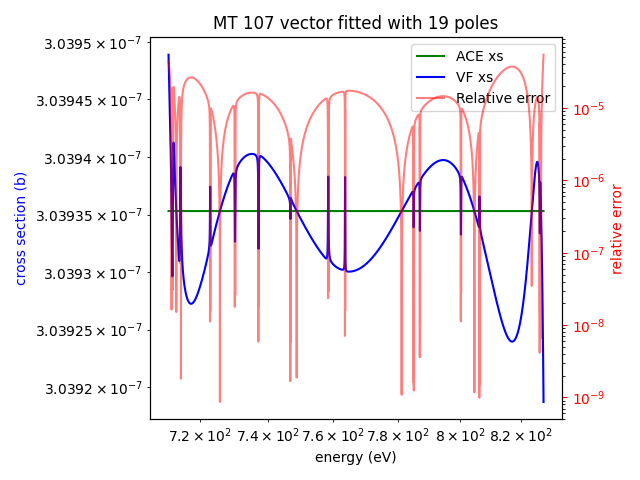 MT 107 vector fitted with 19 poles
ACE xs
VF xs
Relative error
3.0395 × 10⁻⁷
3.03945 × 10⁻⁷
3.0394 × 10⁻⁷
3.03935 × 10⁻⁷
3.0393 × 10⁻⁷
3.03925 × 10⁻⁷
3.0392 × 10⁻⁷
cross section (b)
10⁻⁵
10⁻⁶
10⁻⁷
10⁻⁸
10⁻⁹
relative error
7.2 × 10² 7.4 × 10² 7.6 × 10² 7.8 × 10² 8 × 10² 8.2 × 10²
energy (eV)